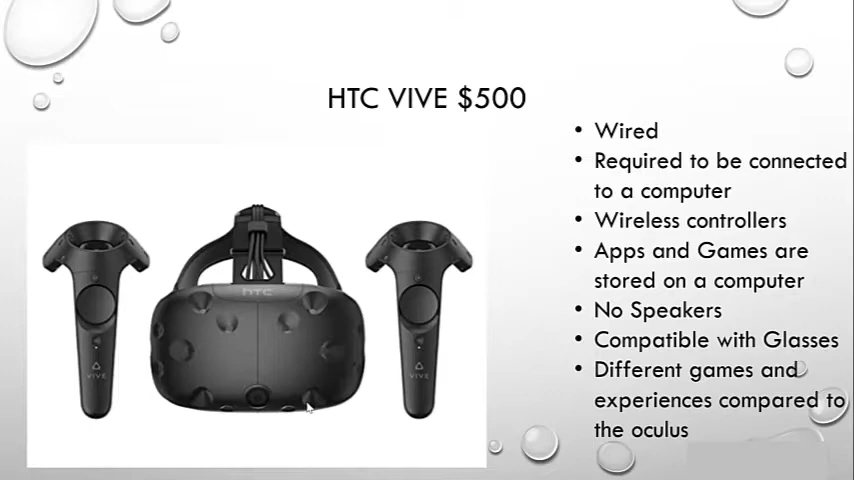 HTC VIVE $500
• Wired
• Required to be connected
to a computer
• Wireless controllers
• Apps and Games are
stored on a computer
• No Speakers
• Compatible with Glasses
• Different games and
experiences compared to
the oculus
hTC
VIVE
VIVE